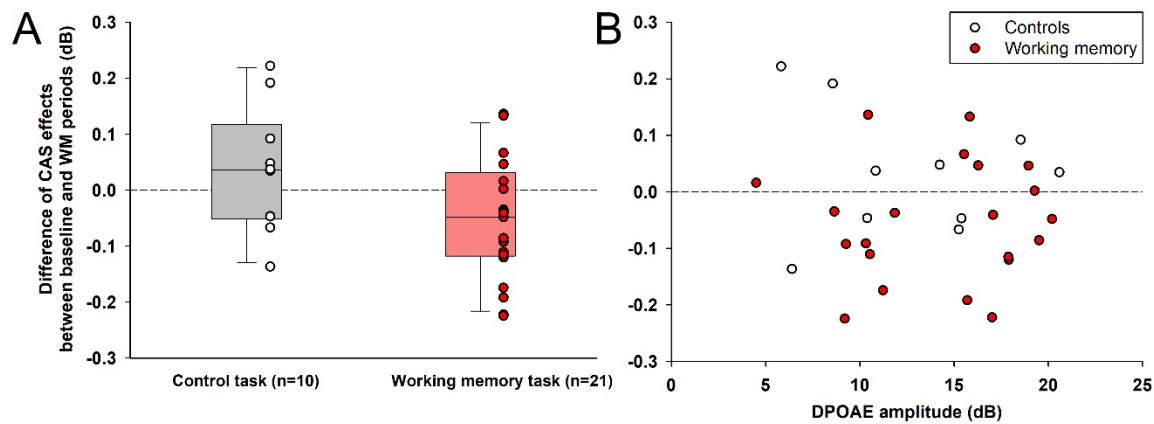 A
Difference of CAS effects
between baseline and WM periods (dB)
0.3
0.2
0.1
0.0
-0.1
-0.2
-0.3
Control task (n=10)
Working memory task (n=21)
B
Controls
Working memory
0.3
0.2
0.1
0.0
-0.1
-0.2
-0.3
0
5
10
15
20
25
DPOAE amplitude (dB)